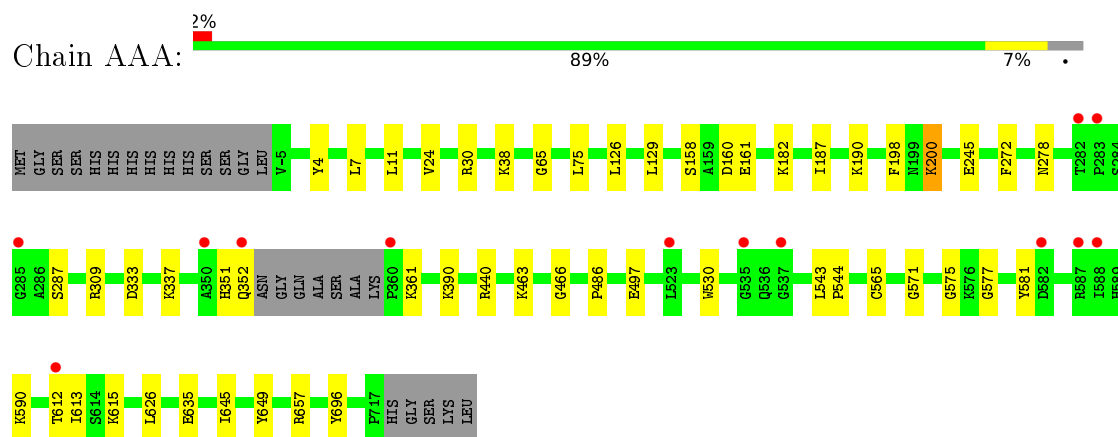 2%
Chain AAA:
89%
7%
MET GLY SER SER HIS HIS HIS HIS HIS HIS SER SER GLY LEU V-5 Y4 L7 L11 V24 R30 K38 G65 L75 L126 L129 S158 A159 D160 E161 K182 I187 K190 F198 N199 K200 E245 F272 N278 T282 P283 S284
G285 A286 S287 R309 D333 K337 A350 H351 Q352 ASN GLY GLN ALA SER ALA LYS P360 K361 K390 R440 K463 G466 P486 E497 L523 W530 G535 Q536 G537 L543 P544 C565 G571 G575 K576 G577 Y581 D582 R587 I588 H589
K590 T612 I613 S614 K615 L626 E635 I645 Y649 R657 Y696 P717 HIS GLY SER LYS LEU